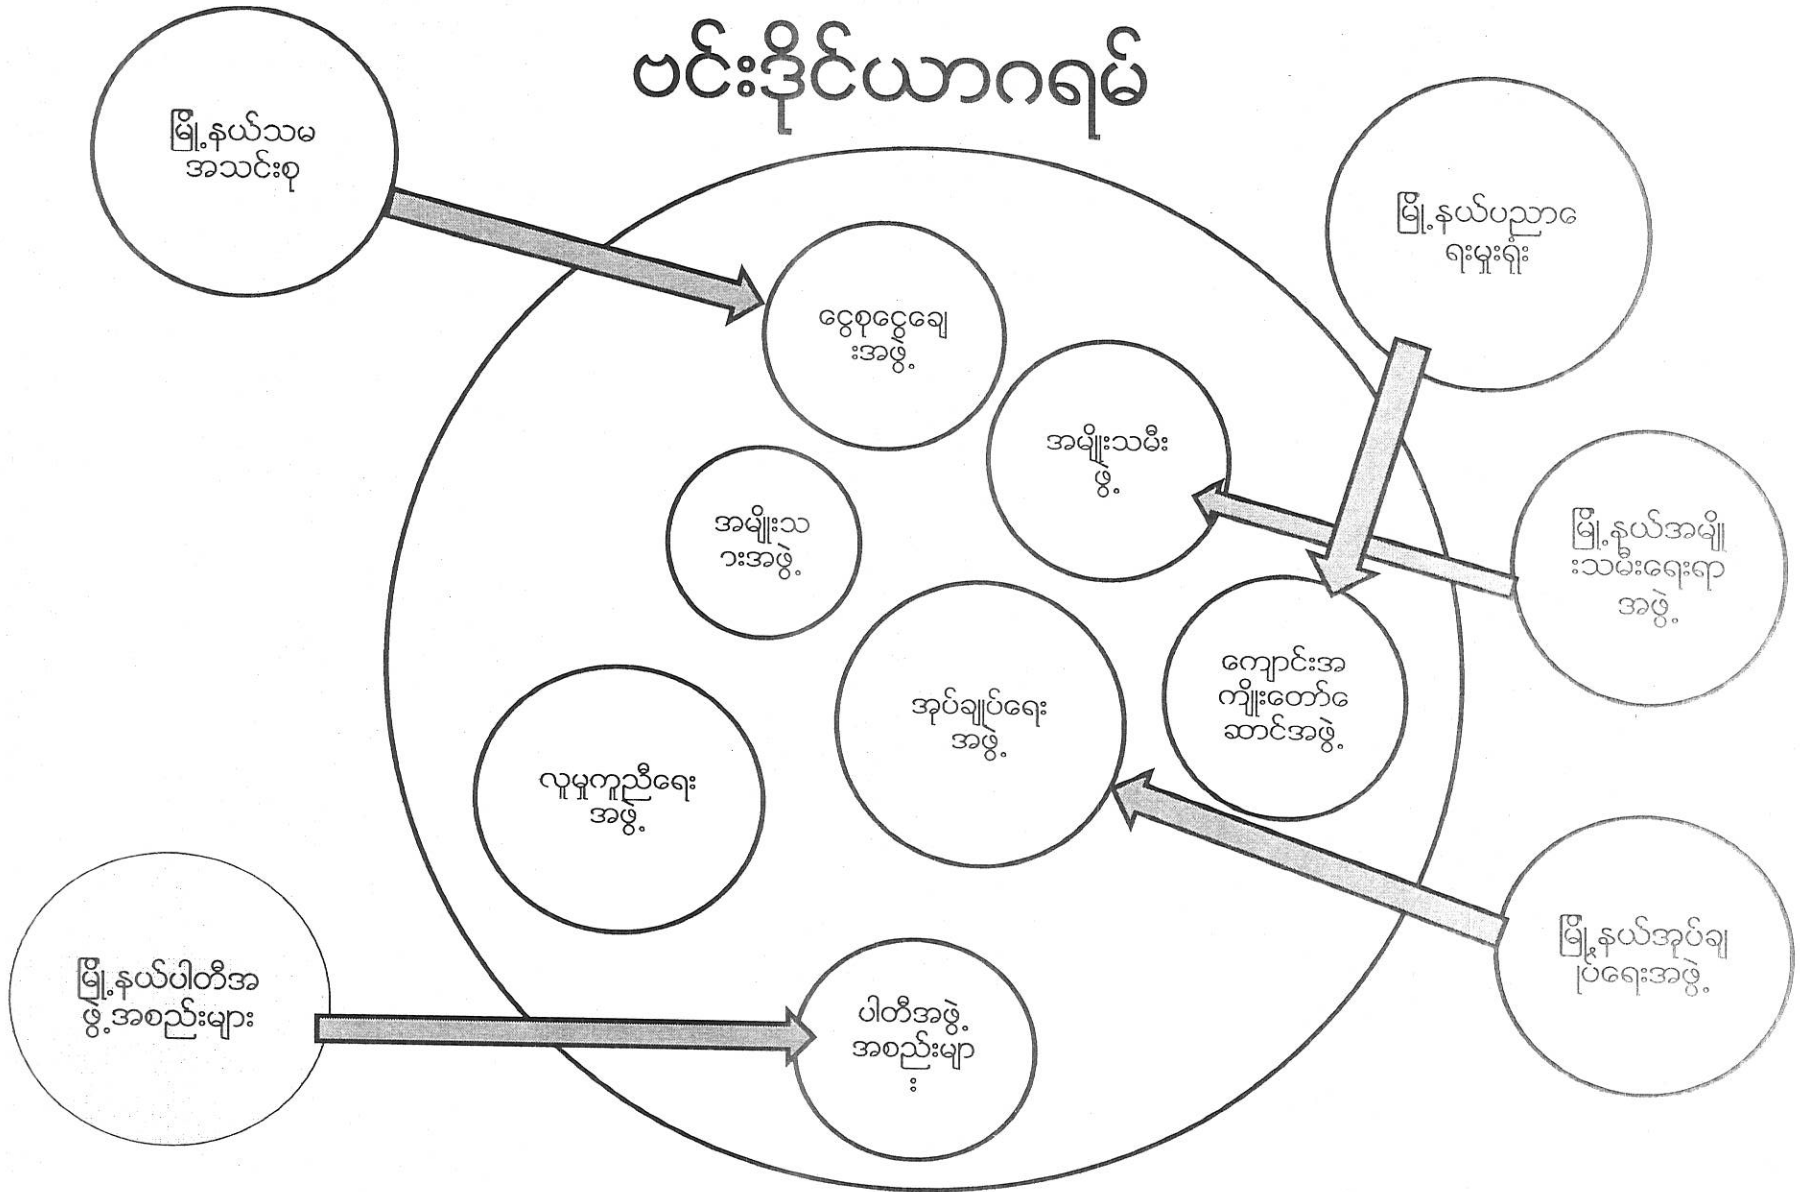 ဗင်းဒိုင်ယာဂရမ်
မြို့နယ်သမ
အသင်းစု
မြို့နယ်ပညာေ
ရးမှူးရုံး
ငွေစုငွေချေ
းအဖွဲ့
အမျိုးသမီး
ဖွဲ့
အမျိုးသ
ားအဖွဲ့
မြို့နယ်အမျို
းသမီးရေးရာ
အဖွဲ့
ကျောင်းအ
ကျိုးတော်ေ
ဆာင်အဖွဲ့
အုပ်ချုပ်ရေး
အဖွဲ့
လူမှုကူညီရေး
အဖွဲ့
မြို့နယ်အုပ်ချ
ုပ်ရေးအဖွဲ့
မြို့နယ်ပါတီအ
ဖွဲ့အစည်းများ
ပါတီအဖွဲ့
အစည်းမျာ
း